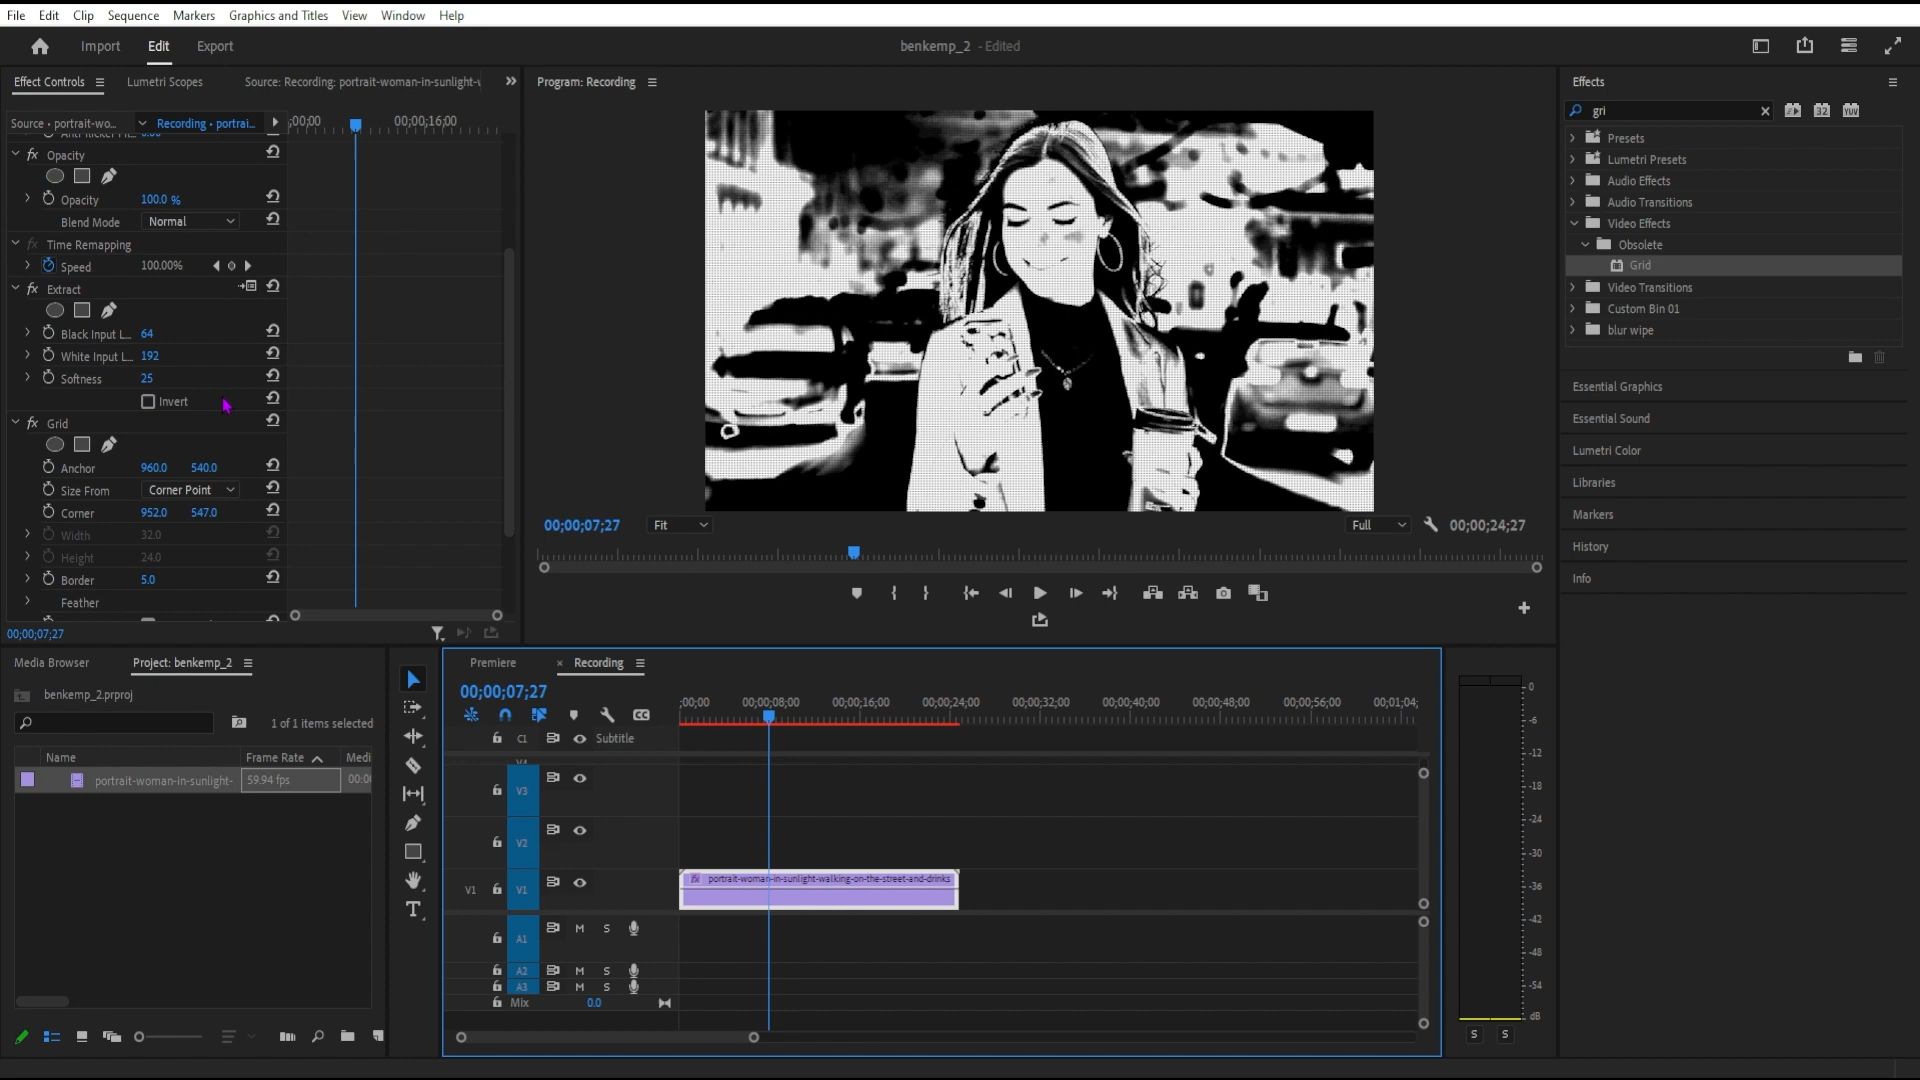 File Edit Clip Sequence Markers Graphics and Titles View Window Help
Import Edit Export
benkemp_2 - Edited
Effect Controls Lumetri Scopes Source: Recording: portrait-woman-in-sunlight-
Source • portrait-wo... Recording • portrai...
;00;00 00;00;16;00
Opacity
Opacity 100.0 %
Blend Mode Normal
Time Remapping
Speed 100.00%
Extract
Black Input L... 64
White Input L... 192
Softness 25
Invert
Grid
Anchor 960.0 540.0
Size From Corner Point
Corner 952.0 547.0
Width 32.0
Height 24.0
Border 5.0
Feather
00;00;07;27
Program: Recording
00;00;07;27 Fit Full 00;00;24;27
Effects
gri
32 YUV
Presets
Lumetri Presets
Audio Effects
Audio Transitions
Video Effects
Obsolete
Grid
Video Transitions
Custom Bin 01
blur wipe
Essential Graphics
Essential Sound
Lumetri Color
Libraries
Markers
History
Info
Media Browser Project: benkemp_2
benkemp_2.prproj
1 of 1 items selected
Name Frame Rate Medi
portrait-woman-in-sunlight- 59.94 fps 00:0
Premiere × Recording
00;00;07;27
CC
;00;00 00;00;08;00 00;00;16;00 00;00;24;00 00;00;32;00 00;00;40;00 00;00;48;00 00;00;56;00 00;01;04;
C1 Subtitle
V3
V2
V1 V1 fx portrait-woman-in-sunlight-walking-on-the-street-and-drinks
A1 M S
A2 M S
A3 M S
Mix 0.0
0
-6
-12
-18
-24
-30
-36
-42
-48
-54
dB
S S